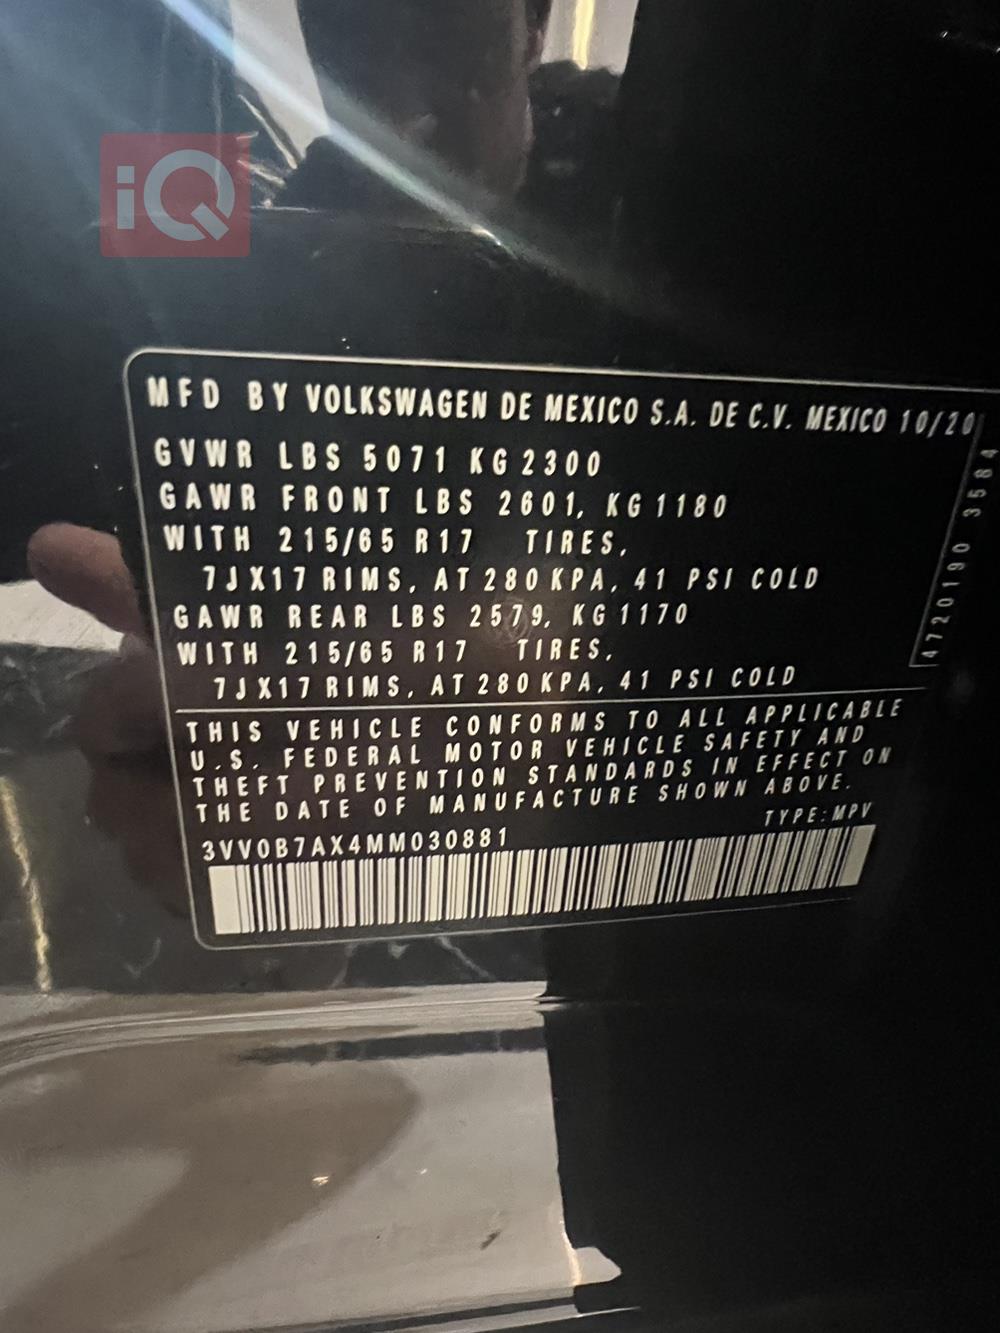 iQ
MFD BY VOLKSWAGEN DE MEXICO S.A. DE C.V. MEXICO 10/20
GVWR LBS 5071 KG 2300
GAWR FRONT LBS 2601, KG 1180
WITH 215/65 R17 TIRES,
7JX17 RIMS, AT 280 KPA, 41 PSI COLD
GAWR REAR LBS 2579, KG 1170
WITH 215/65 R17 TIRES,
7JX17 RIMS, AT 280 KPA, 41 PSI COLD
4720190 3584
THIS VEHICLE CONFORMS TO ALL APPLICABLE
U.S. FEDERAL MOTOR VEHICLE SAFETY AND
THEFT PREVENTION STANDARDS IN EFFECT ON
THE DATE OF MANUFACTURE SHOWN ABOVE.
TYPE: MPV
3VV0B7AX4MM030881